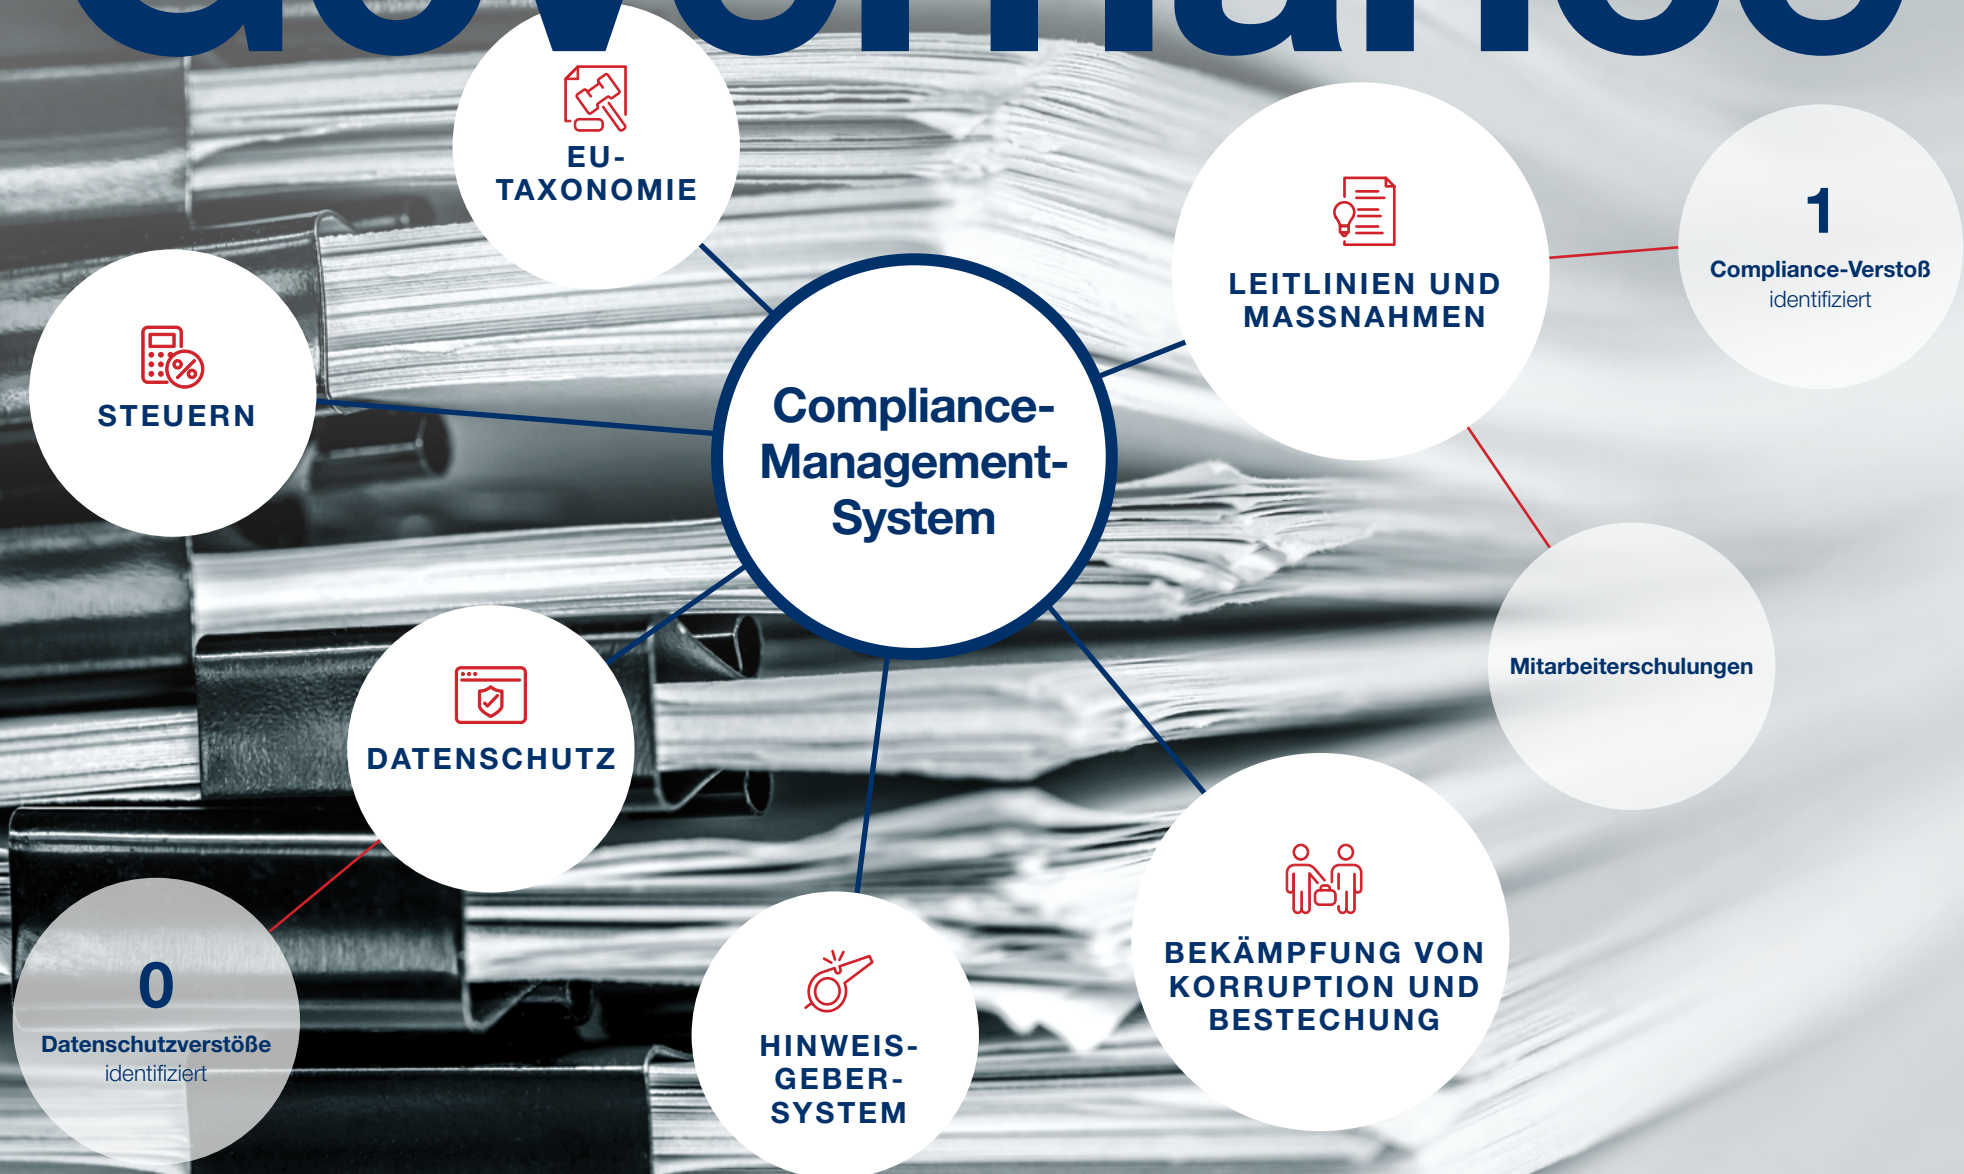 Governance
EU-
TAXONOMIE
STEUERN
LEITLINIEN UND
MASSNAHMEN
1
Compliance-Verstoß
identifiziert
Compliance-
Management-
System
Mitarbeiterschulungen
DATENSCHUTZ
0
Datenschutzverstöße
identifiziert
HINWEIS-
GEBER-
SYSTEM
BEKÄMPFUNG VON
KORRUPTION UND
BESTECHUNG